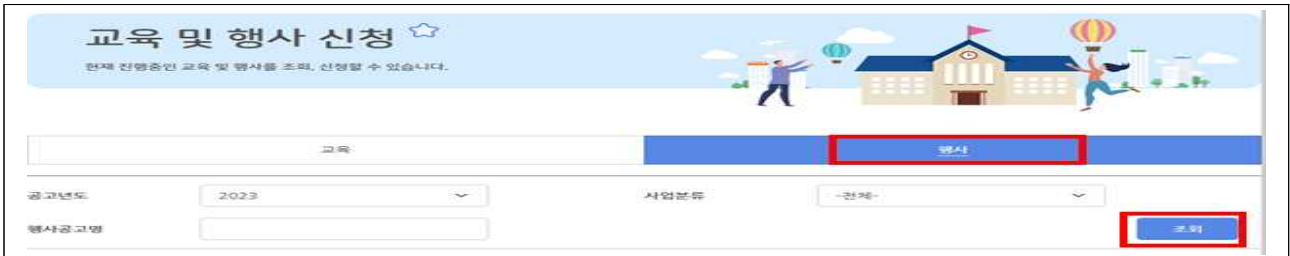 교육 및 행사 신청
현재 진행중인 교육 및 행사를 조회, 신청할 수 있습니다.
교육 행사
공고년도 2023 사업분류 -전체-
행사공고명 조회